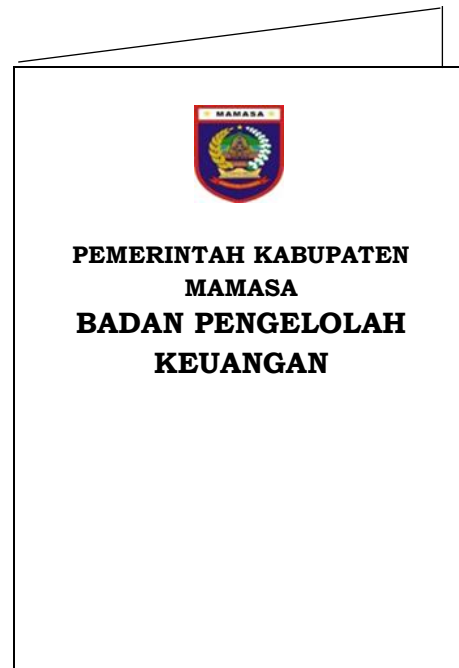 MAMASA
PEMERINTAH KABUPATEN
MAMASA
BADAN PENGELOLAH
KEUANGAN